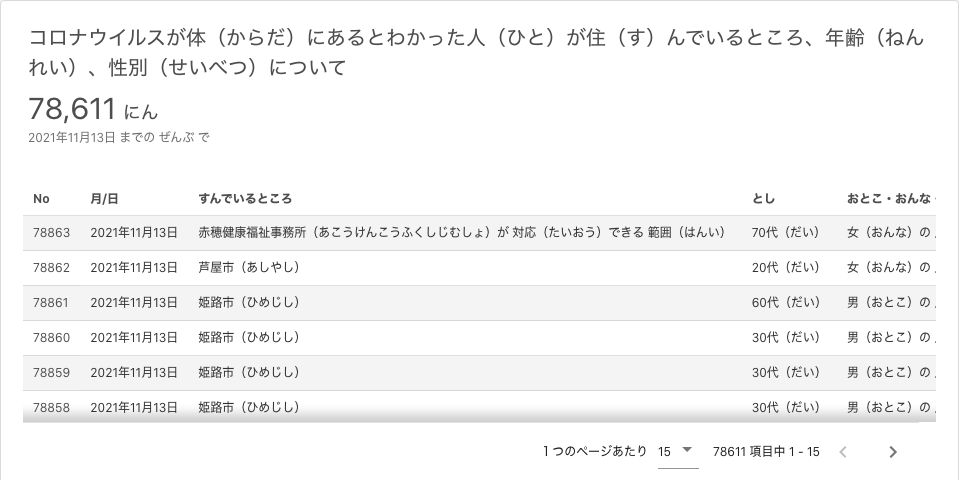 コロナウイルスが体（からだ）にあるとわかった人（ひと）が住（す）んでいるところ、年齢（ねん
れい）、性別（せいべつ）について
78,611 にん
2021年11月13日 までの ぜんぶ で
No 月/日 すんでいるところ とし おとこ・おんな
78863 2021年11月13日 赤穂健康福祉事務所（あこうけんこうふくしじむしょ）が 対応（たいおう）できる 範囲（はんい） 70代（だい） 女（おんな）の
78862 2021年11月13日 芦屋市（あしやし） 20代（だい） 女（おんな）の
78861 2021年11月13日 姫路市（ひめじし） 60代（だい） 男（おとこ）の
78860 2021年11月13日 姫路市（ひめじし） 30代（だい） 男（おとこ）の
78859 2021年11月13日 姫路市（ひめじし） 30代（だい） 男（おとこ）の
78858 2021年11月13日 姫路市（ひめじし） 30代（だい） 男（おとこ）の
1 つのページあたり 15 78611 項目中 1 - 15